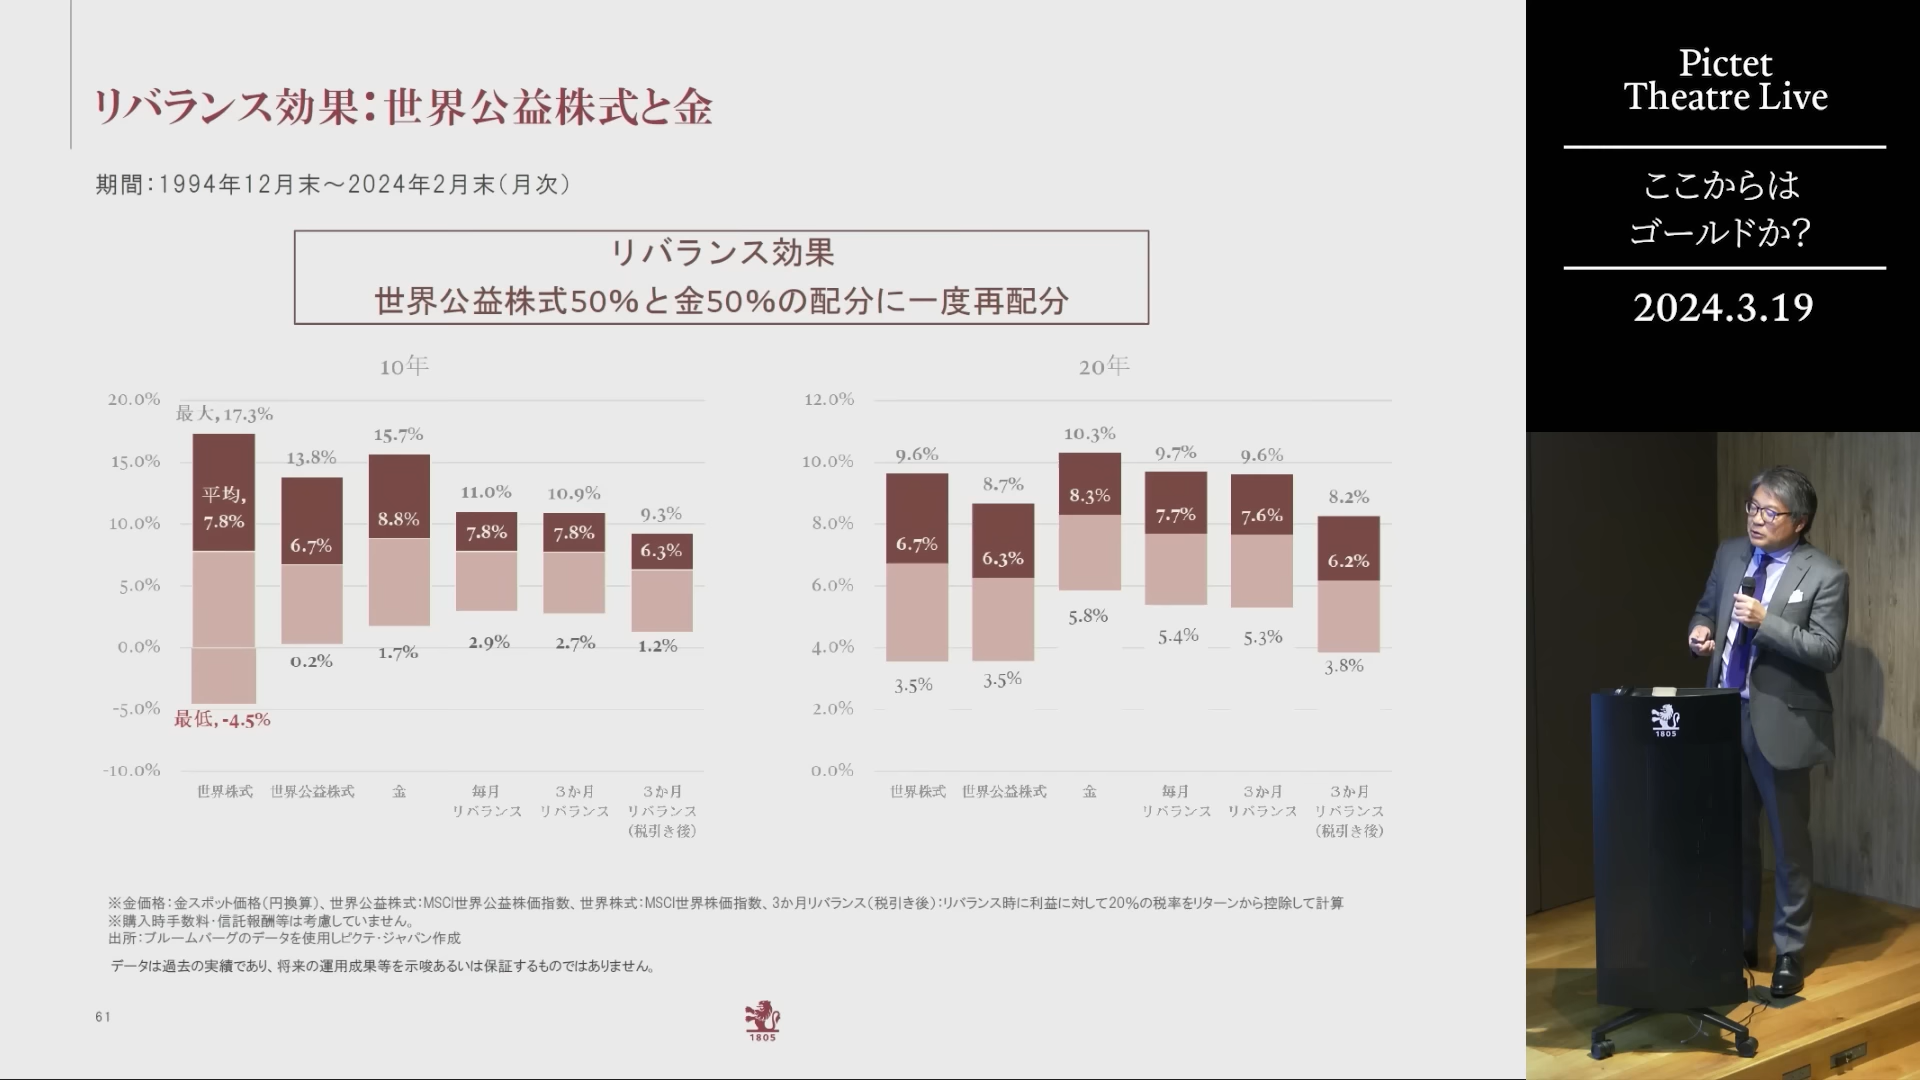 リバランス効果：世界公益株式と金
期間：1994年12月末～2024年2月末（月次）
リバランス効果
世界公益株式50%と金50%の配分に一度再配分
10年
20.0%
15.0%
10.0%
5.0%
0.0%
-5.0%
-10.0%
最大, 17.3%
平均,
7.8%
最低, -4.5%
13.8%
6.7%
0.2%
15.7%
8.8%
1.7%
11.0%
7.8%
2.9%
10.9%
7.8%
2.7%
9.3%
6.3%
1.2%
世界株式
世界公益株式
金
毎月
リバランス
3か月
リバランス
3か月
リバランス
（税引き後）
20年
12.0%
10.0%
8.0%
6.0%
4.0%
2.0%
0.0%
9.6%
6.7%
3.5%
8.7%
6.3%
3.5%
10.3%
8.3%
5.8%
9.7%
7.7%
5.4%
9.6%
7.6%
5.3%
8.2%
6.2%
3.8%
世界株式
世界公益株式
金
毎月
リバランス
3か月
リバランス
3か月
リバランス
（税引き後）
※金価格：金スポット価格（円換算）、世界公益株式：MSCI世界公益株価指数、世界株式：MSCI世界株価指数、3か月リバランス（税引き後）：リバランス時に利益に対して20%の税率をリターンから控除して計算
※購入時手数料・信託報酬等は考慮していません。
出所：ブルームバーグのデータを使用しピクテ・ジャパン作成
データは過去の実績であり、将来の運用成果等を示唆あるいは保証するものではありません。
61
1805
Pictet
Theatre Live
ここからは
ゴールドか？
2024.3.19
1805